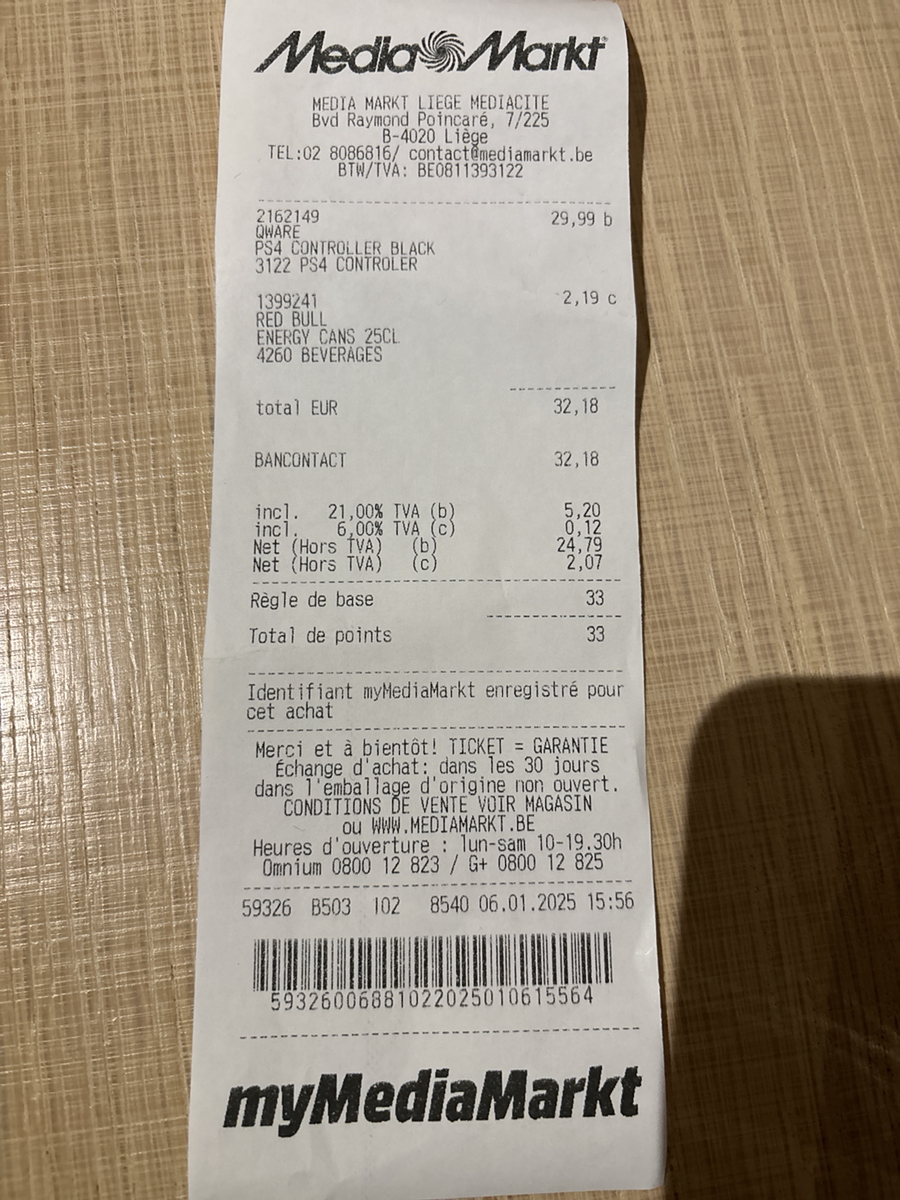 Media Markt
MEDIA MARKT LIEGE MEDIACITE
Bvd Raymond Poincaré, 7/225
B-4020 Liège
TEL:02 8086816/ contact@mediamarkt.be
BTW/TVA: BE0811393122
2162149 29,99 b
QWARE
PS4 CONTROLLER BLACK
3122 PS4 CONTROLER
1399241 2,19 c
RED BULL
ENERGY CANS 25CL
4260 BEVERAGES
total EUR 32,18
BANCONTACT 32,18
incl. 21,00% TVA (b) 5,20
incl. 6,00% TVA (c) 0,12
Net (Hors TVA) (b) 24,79
Net (Hors TVA) (c) 2,07
Règle de base 33
Total de points 33
Identifiant myMediaMarkt enregistré pour
cet achat
Merci et à bientôt! TICKET = GARANTIE
Échange d'achat: dans les 30 jours
dans l'emballage d'origine non ouvert.
CONDITIONS DE VENTE VOIR MAGASIN
ou WWW.MEDIAMARKT.BE
Heures d'ouverture : lun-sam 10-19.30h
Omnium 0800 12 823 / G+ 0800 12 825
59326 B503 102 8540 06.01.2025 15:56
5932600688102202501061556​4
myMediaMarkt